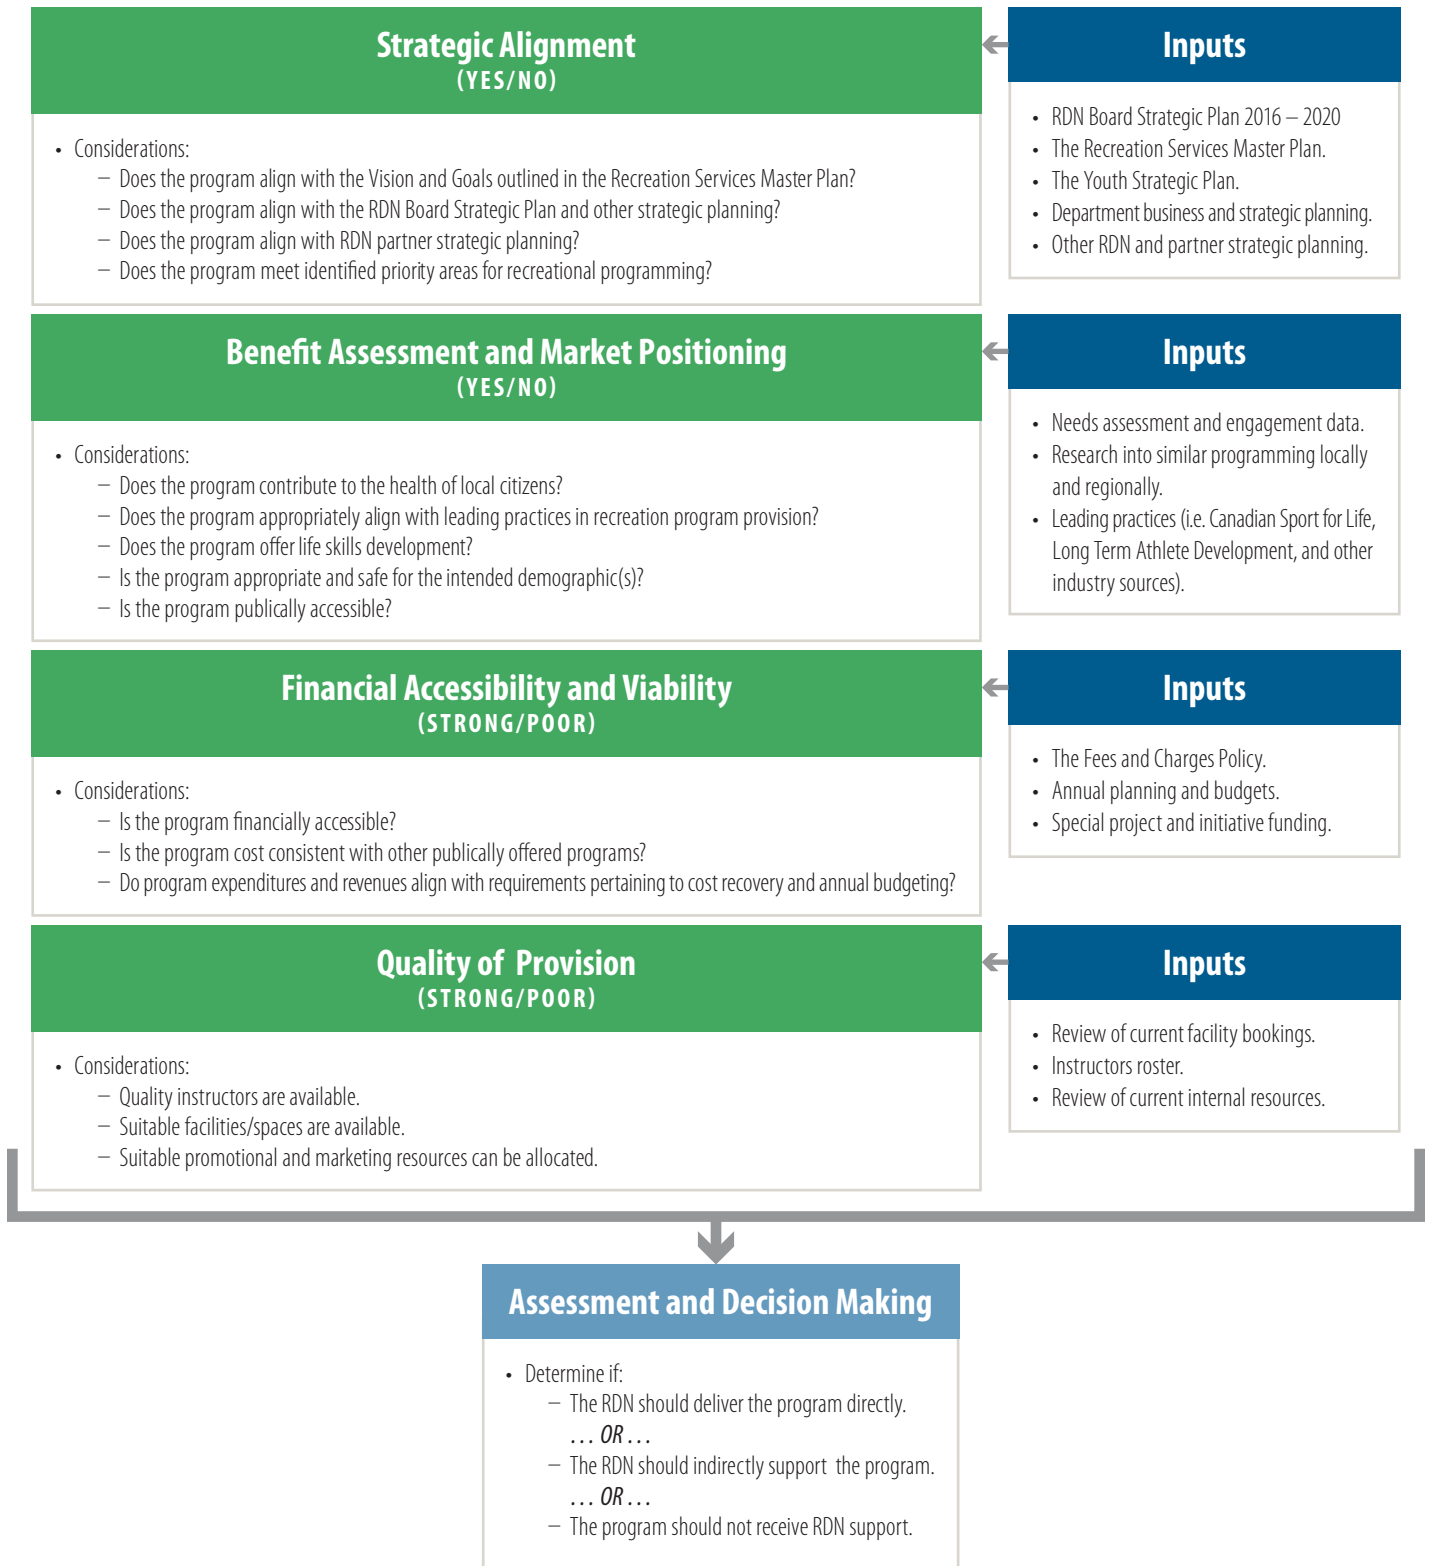 Strategic Alignment
(YES/NO)
• Considerations:
– Does the program align with the Vision and Goals outlined in the Recreation Services Master Plan?
– Does the program align with the RDN Board Strategic Plan and other strategic planning?
– Does the program align with RDN partner strategic planning?
– Does the program meet identified priority areas for recreational programming?
Inputs
• RDN Board Strategic Plan 2016 – 2020
• The Recreation Services Master Plan.
• The Youth Strategic Plan.
• Department business and strategic planning.
• Other RDN and partner strategic planning.
Benefit Assessment and Market Positioning
(YES/NO)
• Considerations:
– Does the program contribute to the health of local citizens?
– Does the program appropriately align with leading practices in recreation program provision?
– Does the program offer life skills development?
– Is the program appropriate and safe for the intended demographic(s)?
– Is the program publically accessible?
Inputs
• Needs assessment and engagement data.
• Research into similar programming locally
and regionally.
• Leading practices (i.e. Canadian Sport for Life,
Long Term Athlete Development, and other
industry sources).
Financial Accessibility and Viability
(STRONG/POOR)
• Considerations:
– Is the program financially accessible?
– Is the program cost consistent with other publically offered programs?
– Do program expenditures and revenues align with requirements pertaining to cost recovery and annual budgeting?
Inputs
• The Fees and Charges Policy.
• Annual planning and budgets.
• Special project and initiative funding.
Quality of Provision
(STRONG/POOR)
• Considerations:
– Quality instructors are available.
– Suitable facilities/spaces are available.
– Suitable promotional and marketing resources can be allocated.
Inputs
• Review of current facility bookings.
• Instructors roster.
• Review of current internal resources.
Assessment and Decision Making
• Determine if:
– The RDN should deliver the program directly.
... OR ...
– The RDN should indirectly support the program.
... OR ...
– The program should not receive RDN support.